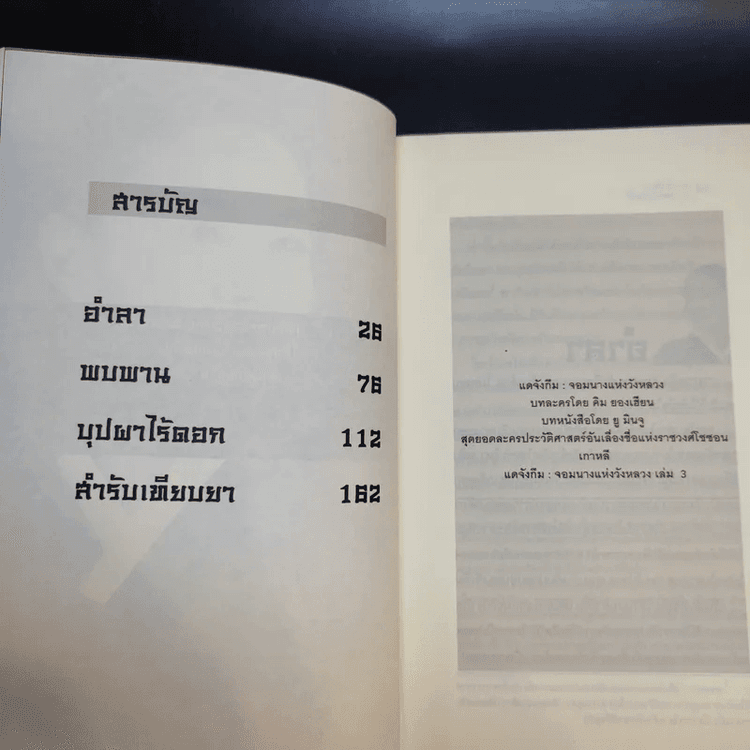 สารบัญ
อำลา 26
พบพาน 76
บุปผาไร้ดอก 112
สำรับเทียบยา 162
อำลา
แดจังกึม : จอมนางแห่งวังหลวง
บทละครโดย คิม ยองเฮียน
บทหนังสือโดย ยู มินจู
สุดยอดละครประวัติศาสตร์อันเลื่องชื่อแห่งราชวงศ์โชซอน
เกาหลี
แดจังกึม : จอมนางแห่งวังหลวง เล่ม 3